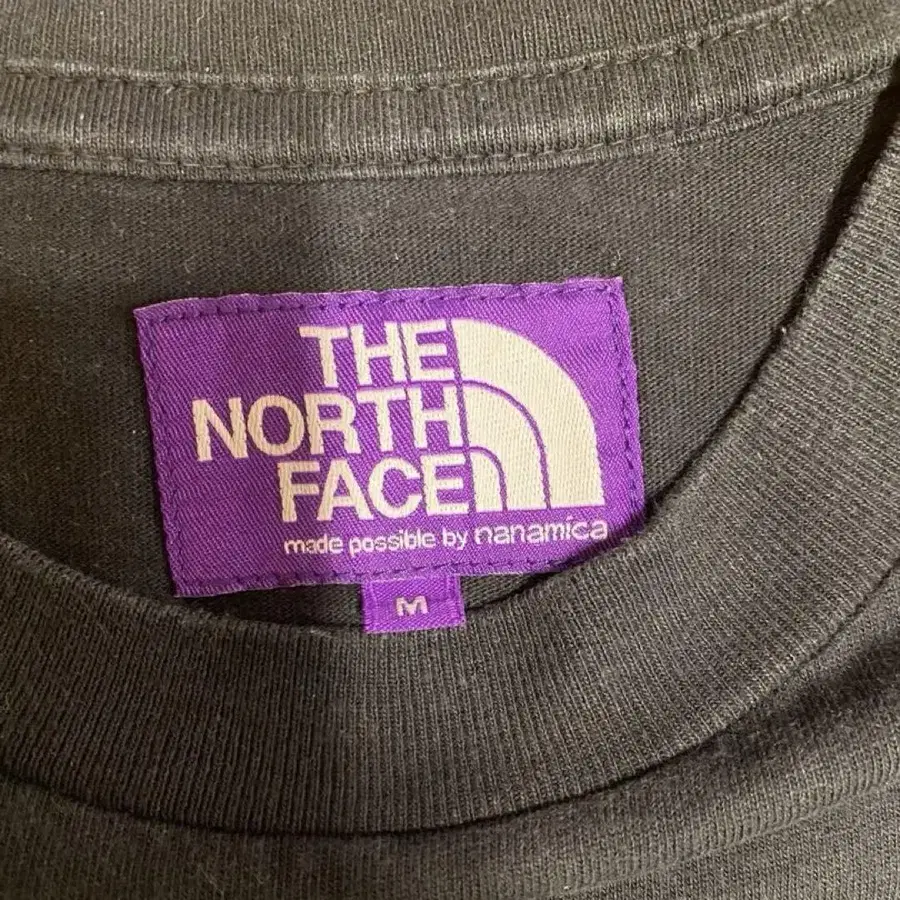 THE
NORTH
FACE
made possible by nanamica
M